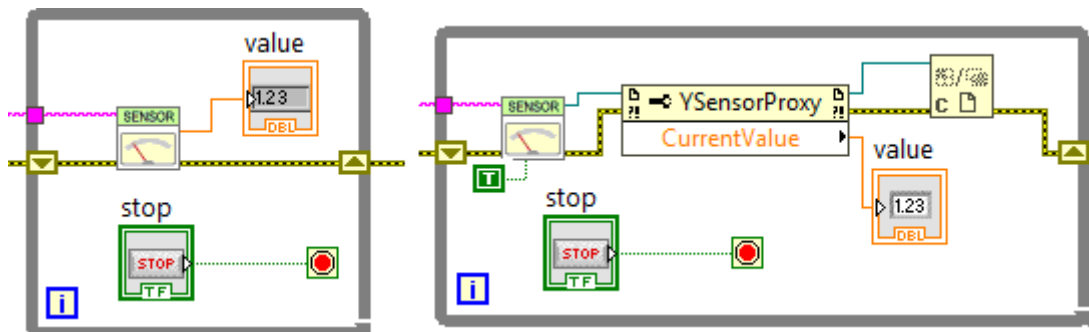 value
1.23
DBL
SENSOR
stop
STOP
TF
i
SENSOR
YSensorProxy
?!
?!
CurrentValue
C
T
value
1.23
DBL
stop
STOP
TF
i